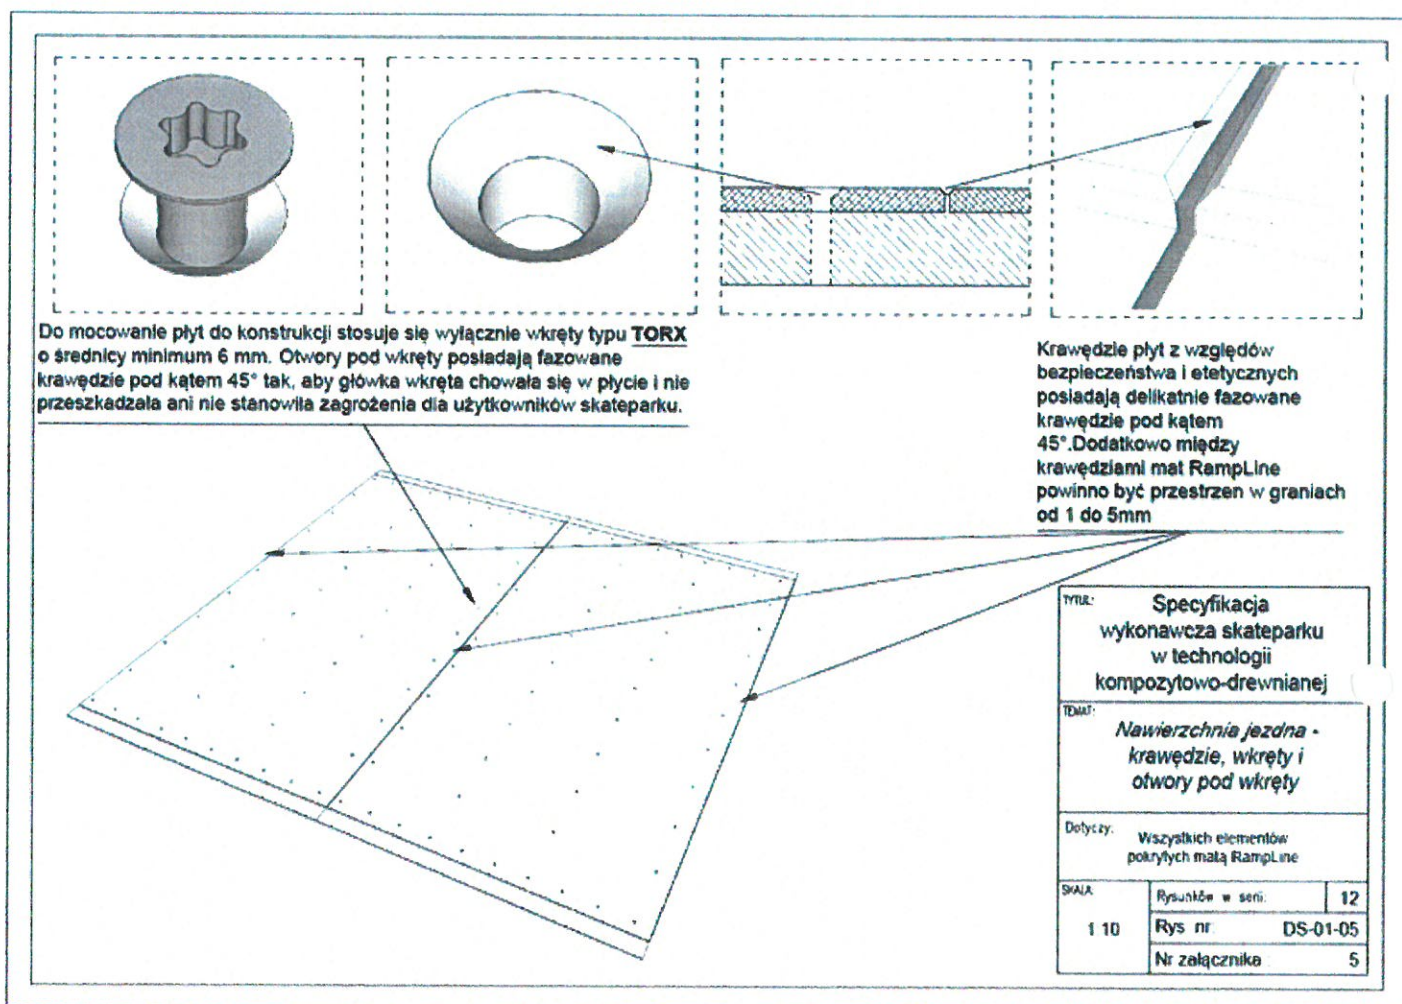 Do mocowanie płyt do konstrukcji stosuje się wyłącznie wkręty typu TORX
o średnicy minimum 6 mm. Otwory pod wkręty posiadają fazowane
krawędzie pod kątem 45° tak, aby główka wkręta chowała się w płycie i nie
przeszkadzała ani nie stanowiła zagrożenia dla użytkowników skateparku.
Krawędzie płyt z względów
bezpieczeństwa i etetycznych
posiadają delikatnie fazowane
krawędzie pod kątem
45°.Dodatkowo między
krawędziami mat RampLine
powinno być przestrzen w graniach
od 1 do 5mm
TYTUŁ:
Specyfikacja
wykonawcza skateparku
w technologii
kompozytowo-drewnianej
TEMAT:
Nawierzchnia jezdna -
krawędzie, wkręty i
otwory pod wkręty
Dotyczy:
Wszystkich elementów
pokrytych matą RampLine
SKALA:
1 10
Rysunków w serii: 12
Rys nr DS-01-05
Nr załącznika 5